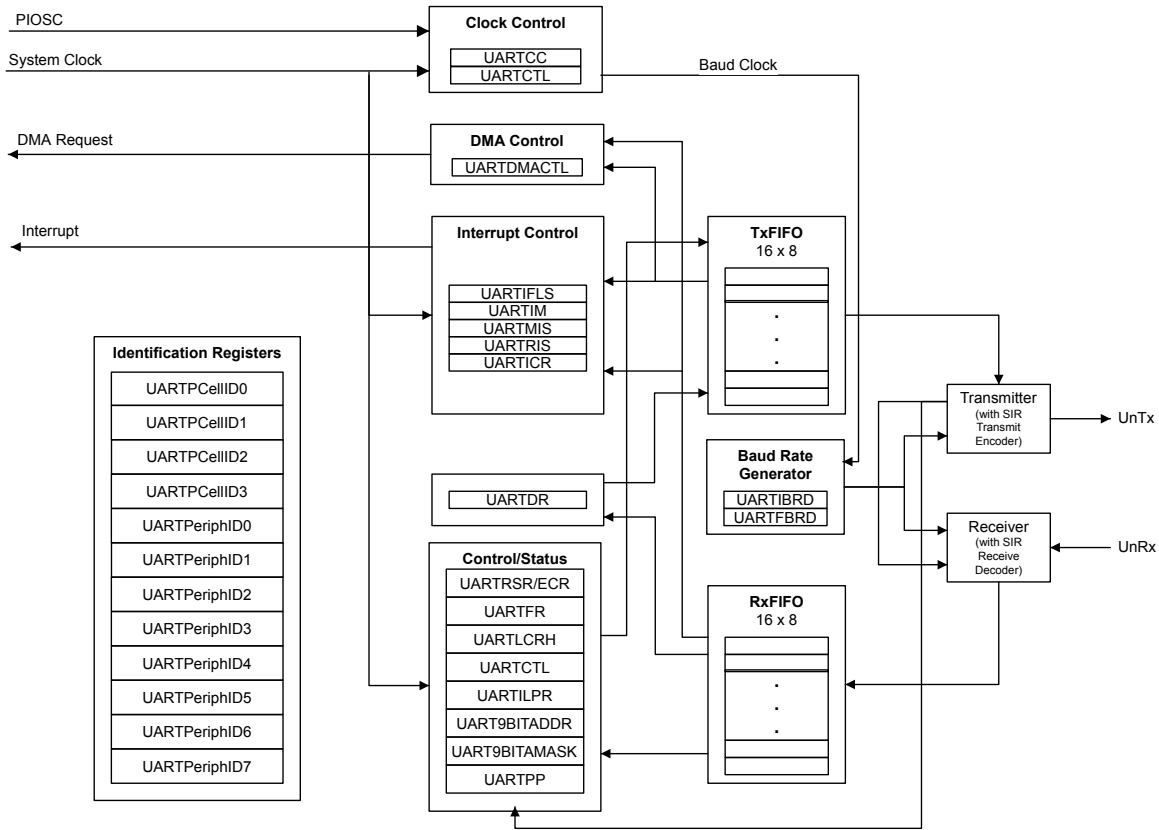 PIOSC
System Clock
Clock Control
UARTCC
UARTCTL
Baud Clock
DMA Request
DMA Control
UARTDMACTL
Interrupt
Interrupt Control
UARTIFLS
UARTIM
UARTMIS
UARTRIS
UARTICR
TxFIFO
16 x 8
.
.
.
Identification Registers
UARTPCellID0
UARTPCellID1
UARTPCellID2
UARTPCellID3
UARTPeriphID0
UARTPeriphID1
UARTPeriphID2
UARTPeriphID3
UARTPeriphID4
UARTPeriphID5
UARTPeriphID6
UARTPeriphID7
Transmitter
(with SIR
Transmit
Encoder)
UnTx
Baud Rate
Generator
UARTIBRD
UARTFBRD
UARTDR
Receiver
(with SIR
Receive
Decoder)
UnRx
Control/Status
UARTRSR/ECR
UARTFR
UARTLCRH
UARTCTL
UARTILPR
UART9BITADDR
UART9BITAMASK
UARTPP
RxFIFO
16 x 8
.
.
.